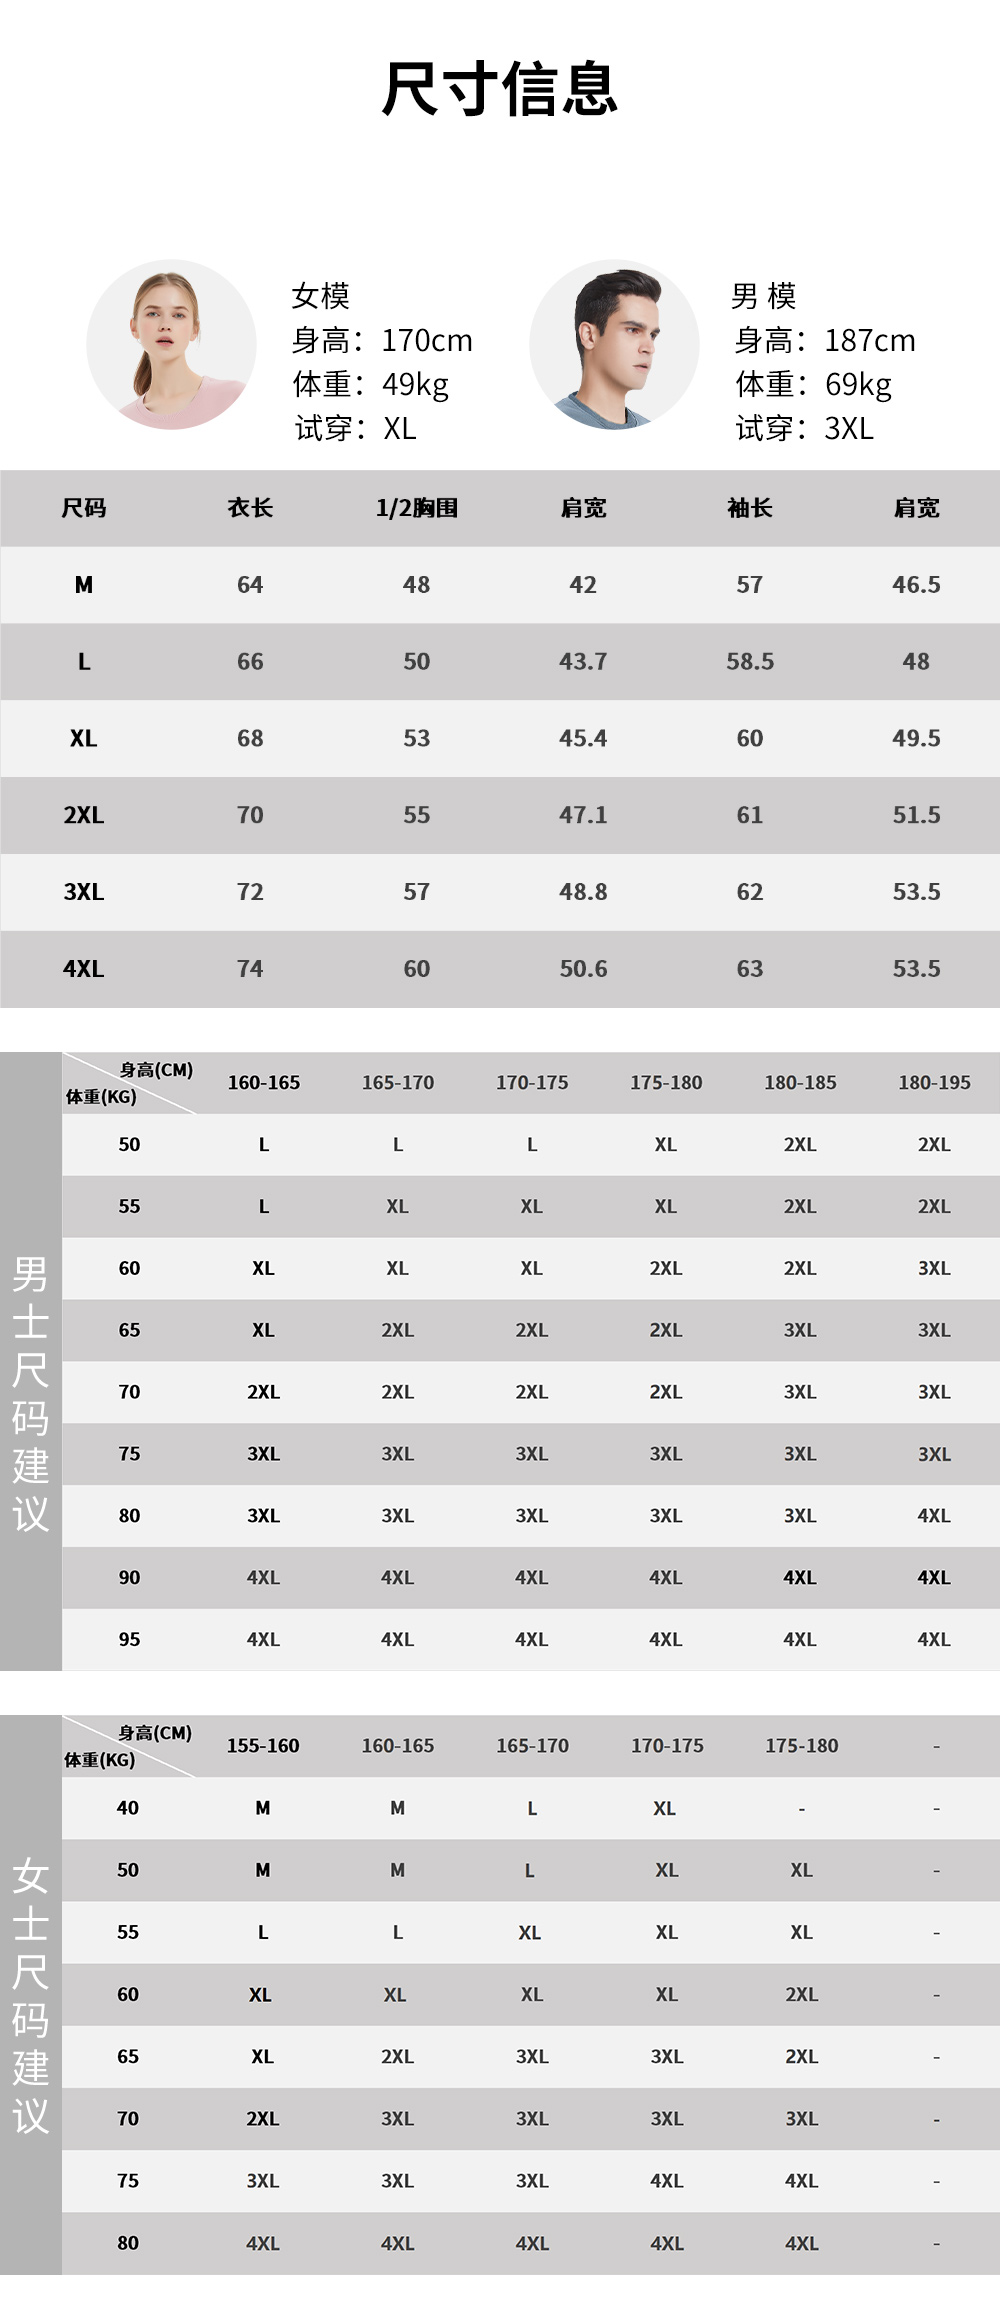 尺寸信息
女模
身高：170cm
体重：49kg
试穿：XL
男 模
身高：187cm
体重：69kg
试穿：3XL
尺码 衣长 1/2胸围 肩宽 袖长 肩宽
M 64 48 42 57 46.5
L 66 50 43.7 58.5 48
XL 68 53 45.4 60 49.5
2XL 70 55 47.1 61 51.5
3XL 72 57 48.8 62 53.5
4XL 74 60 50.6 63 53.5
男士尺码建议
身高(CM) 160-165 165-170 170-175 175-180 180-185 180-195
体重(KG)
50 L L L XL 2XL 2XL
55 L XL XL XL 2XL 2XL
60 XL XL XL 2XL 2XL 3XL
65 XL 2XL 2XL 2XL 3XL 3XL
70 2XL 2XL 2XL 2XL 3XL 3XL
75 3XL 3XL 3XL 3XL 3XL 3XL
80 3XL 3XL 3XL 3XL 3XL 4XL
90 4XL 4XL 4XL 4XL 4XL 4XL
95 4XL 4XL 4XL 4XL 4XL 4XL
女士尺码建议
身高(CM) 155-160 160-165 165-170 170-175 175-180 -
体重(KG)
40 M M L XL - -
50 M M L XL XL -
55 L L XL XL XL -
60 XL XL XL XL 2XL -
65 XL 2XL 3XL 3XL 2XL -
70 2XL 3XL 3XL 3XL 3XL -
75 3XL 3XL 3XL 4XL 4XL -
80 4XL 4XL 4XL 4XL 4XL -